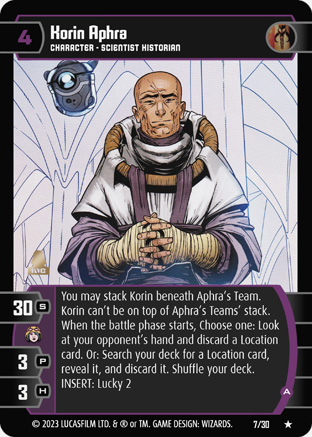 4
Korin Aphra
CHARACTER • SCIENTIST HISTORIAN
30 S
3 P
3 H
You may stack Korin beneath Aphra's Team.
Korin can't be on top of Aphra's Teams' stack.
When the battle phase starts, Choose one: Look
at your opponent's hand and discard a Location
card. Or: Search your deck for a Location card,
reveal it, and discard it. Shuffle your deck.
INSERT: Lucky 2
A
© 2023 LUCASFILM LTD. & ® or TM. GAME DESIGN: WIZARDS. 7/30 ★